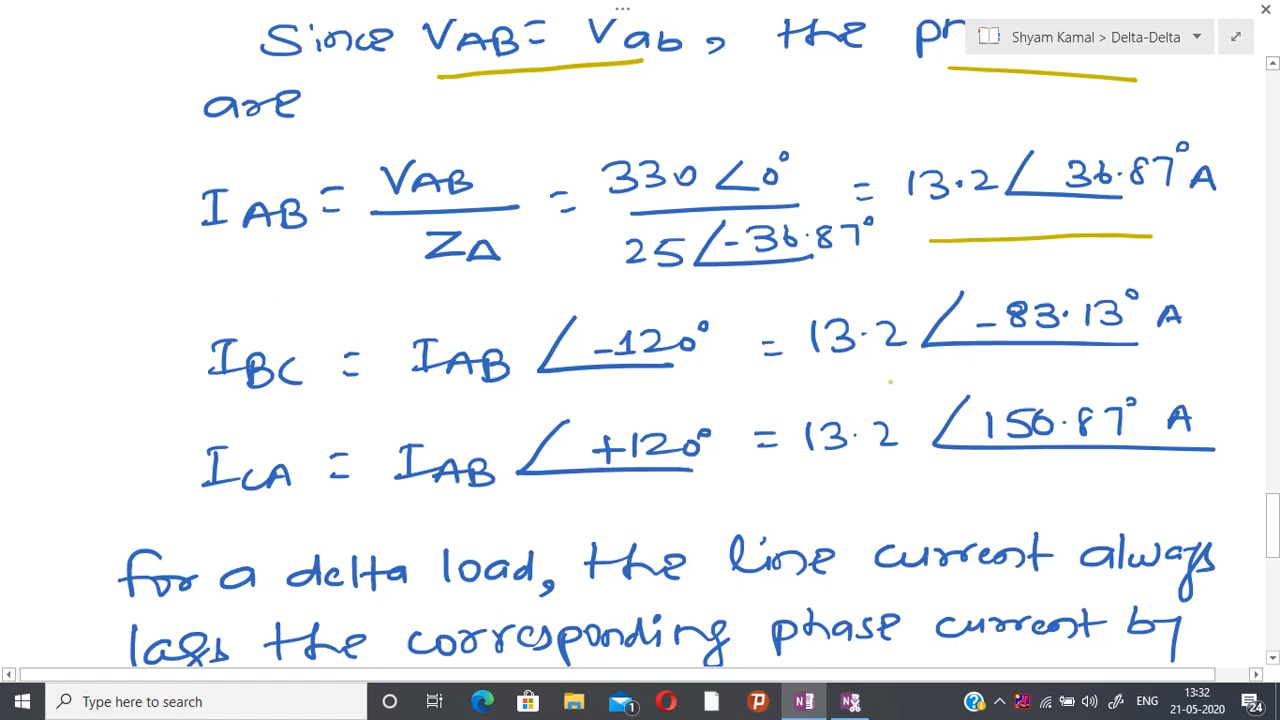 Since VAB = Vab, the
Shyam Kamal > Delta-Delta
are
IAB = VAB / ZΔ = 330 ∠0° / 25 ∠-36.87° = 13.2 ∠36.87° A
IBC = IAB ∠-120° = 13.2 ∠-83.13° A
ICA = IAB ∠+120° = 13.2 ∠156.87° A
for a delta load, the line current always
lags the corresponding phase current by
Type here to search
1
ENG
13:32
21-05-2020
24